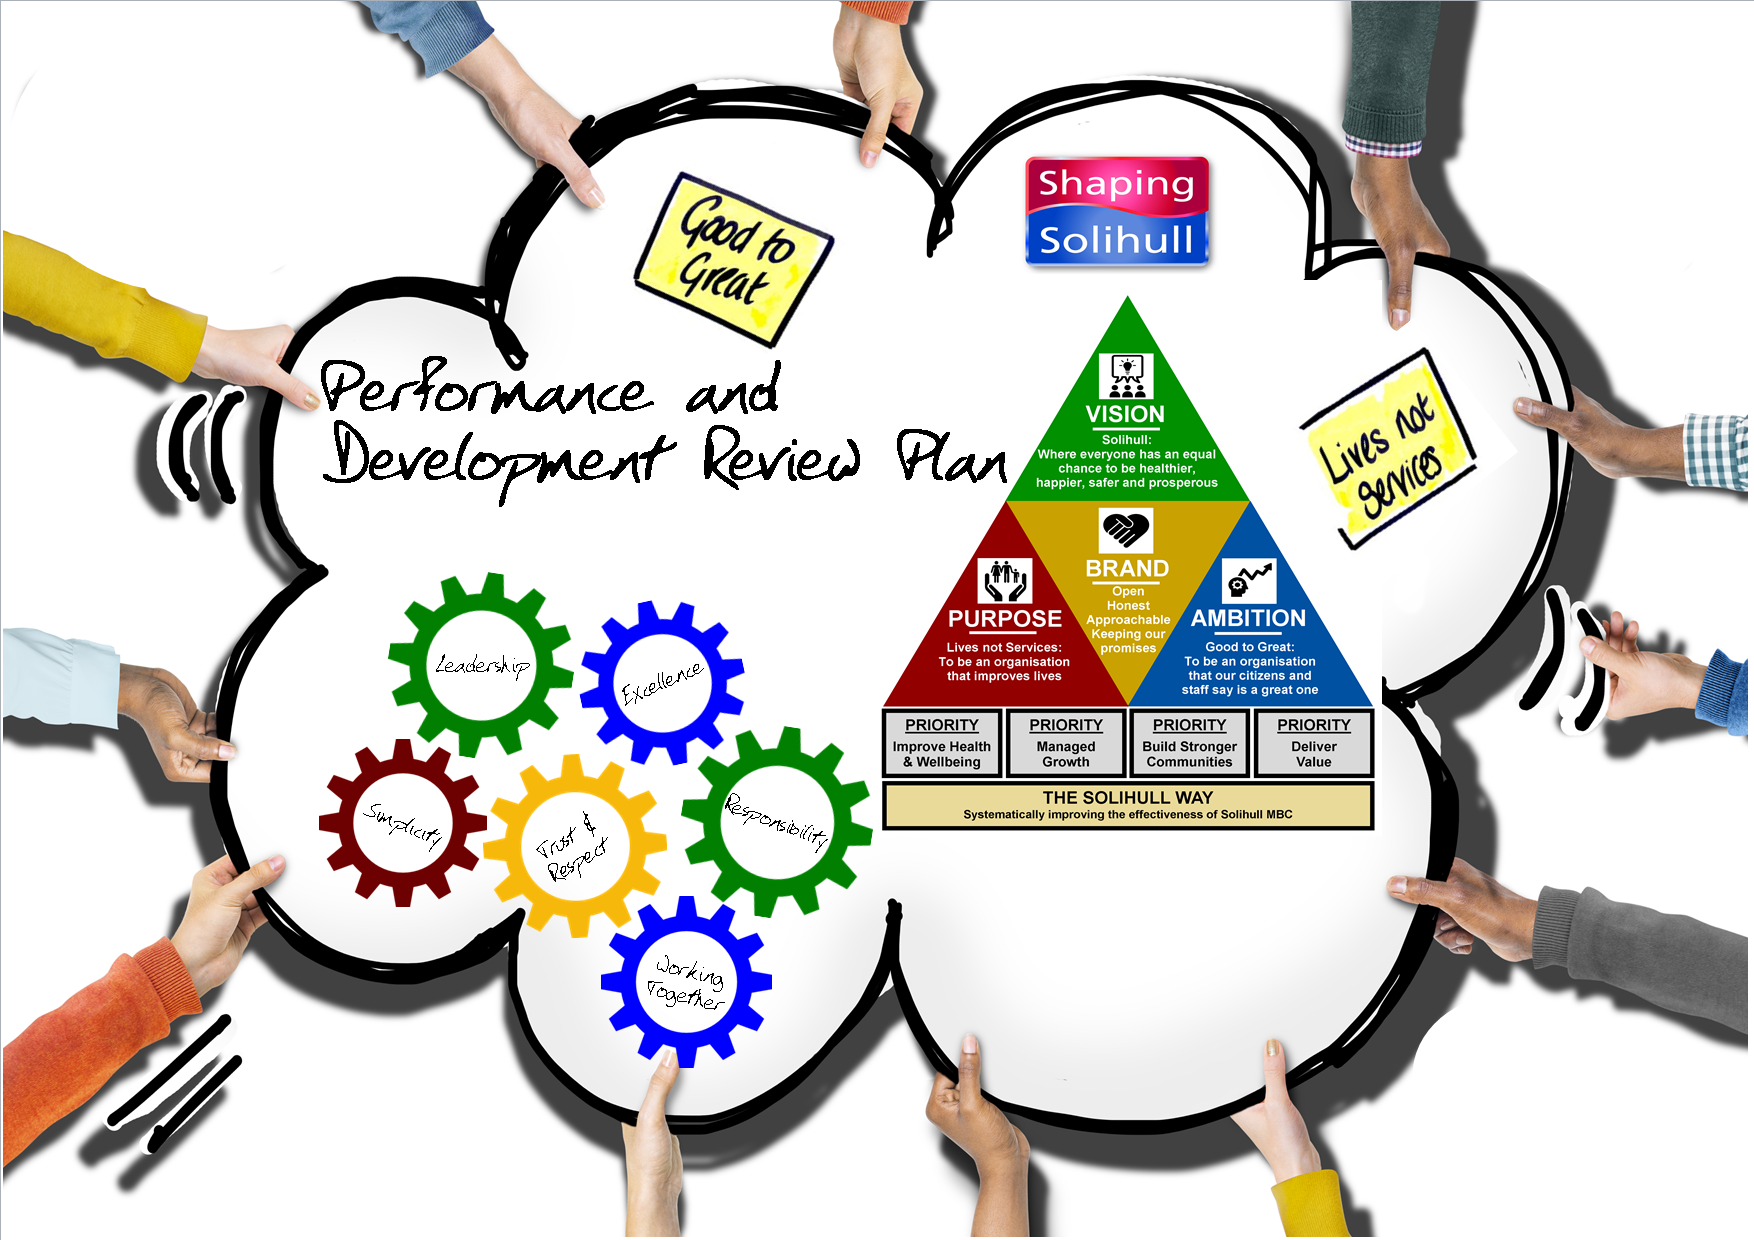 Good to
Great
Shaping
Solihull
Performance and
Development Review Plan
Lives not
Services
VISION
Solihull:
Where everyone has an equal
chance to be healthier,
happier, safer and prosperous
BRAND
Open
Honest
Approachable
Keeping our
promises
PURPOSE
Lives not Services:
To be an organisation
that improves lives
AMBITION
Good to Great:
To be an organisation
that our citizens and
staff say is a great one
PRIORITY
Improve Health
& Wellbeing
PRIORITY
Managed
Growth
PRIORITY
Build Stronger
Communities
PRIORITY
Deliver
Value
THE SOLIHULL WAY
Systematically improving the effectiveness of Solihull MBC
Leadership
Excellence
Simplicity
Trust &
Respect
Responsibility
Working
Together